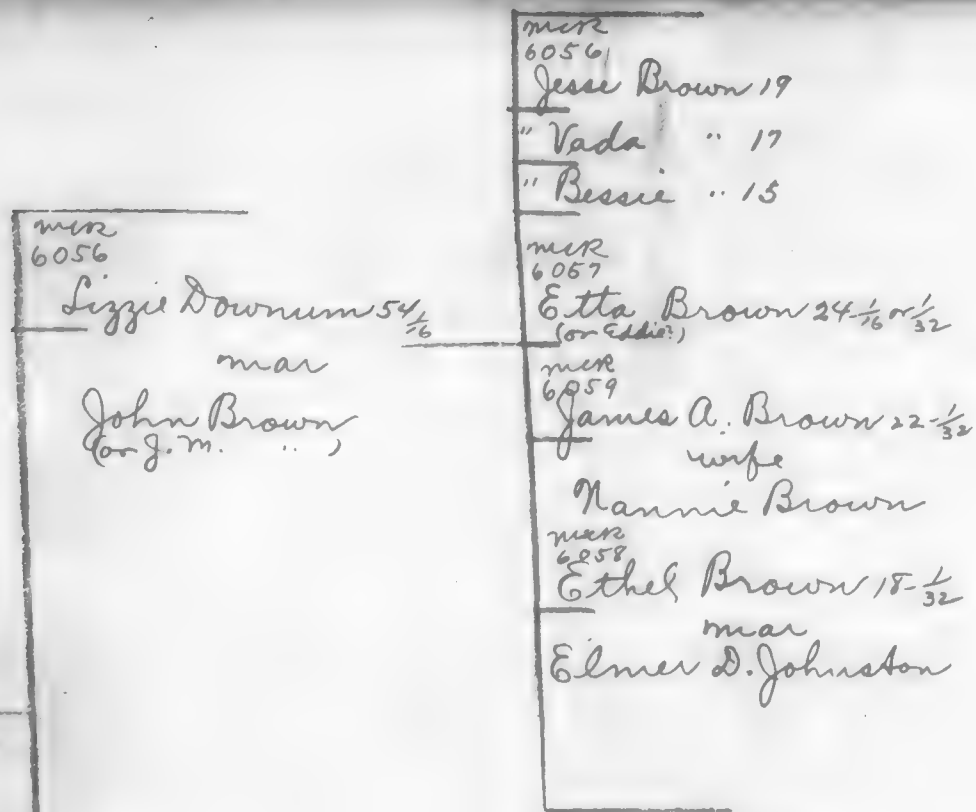 MCR
6056
Lizzie Downum 54 1/16
mar
John Brown
(or J. M. " )
MCR
6056
Jesse Brown 19
" Vada " 17
" Bessie " 15
MCR
6057
Etta Brown 24-1/16 or 1/32
(or Eddie?)
MCR
6059
James A. Brown 22-1/32
wife
Nannie Brown
MCR
6058
Ethel Brown 18-1/32
mar
Elmer D. Johnston